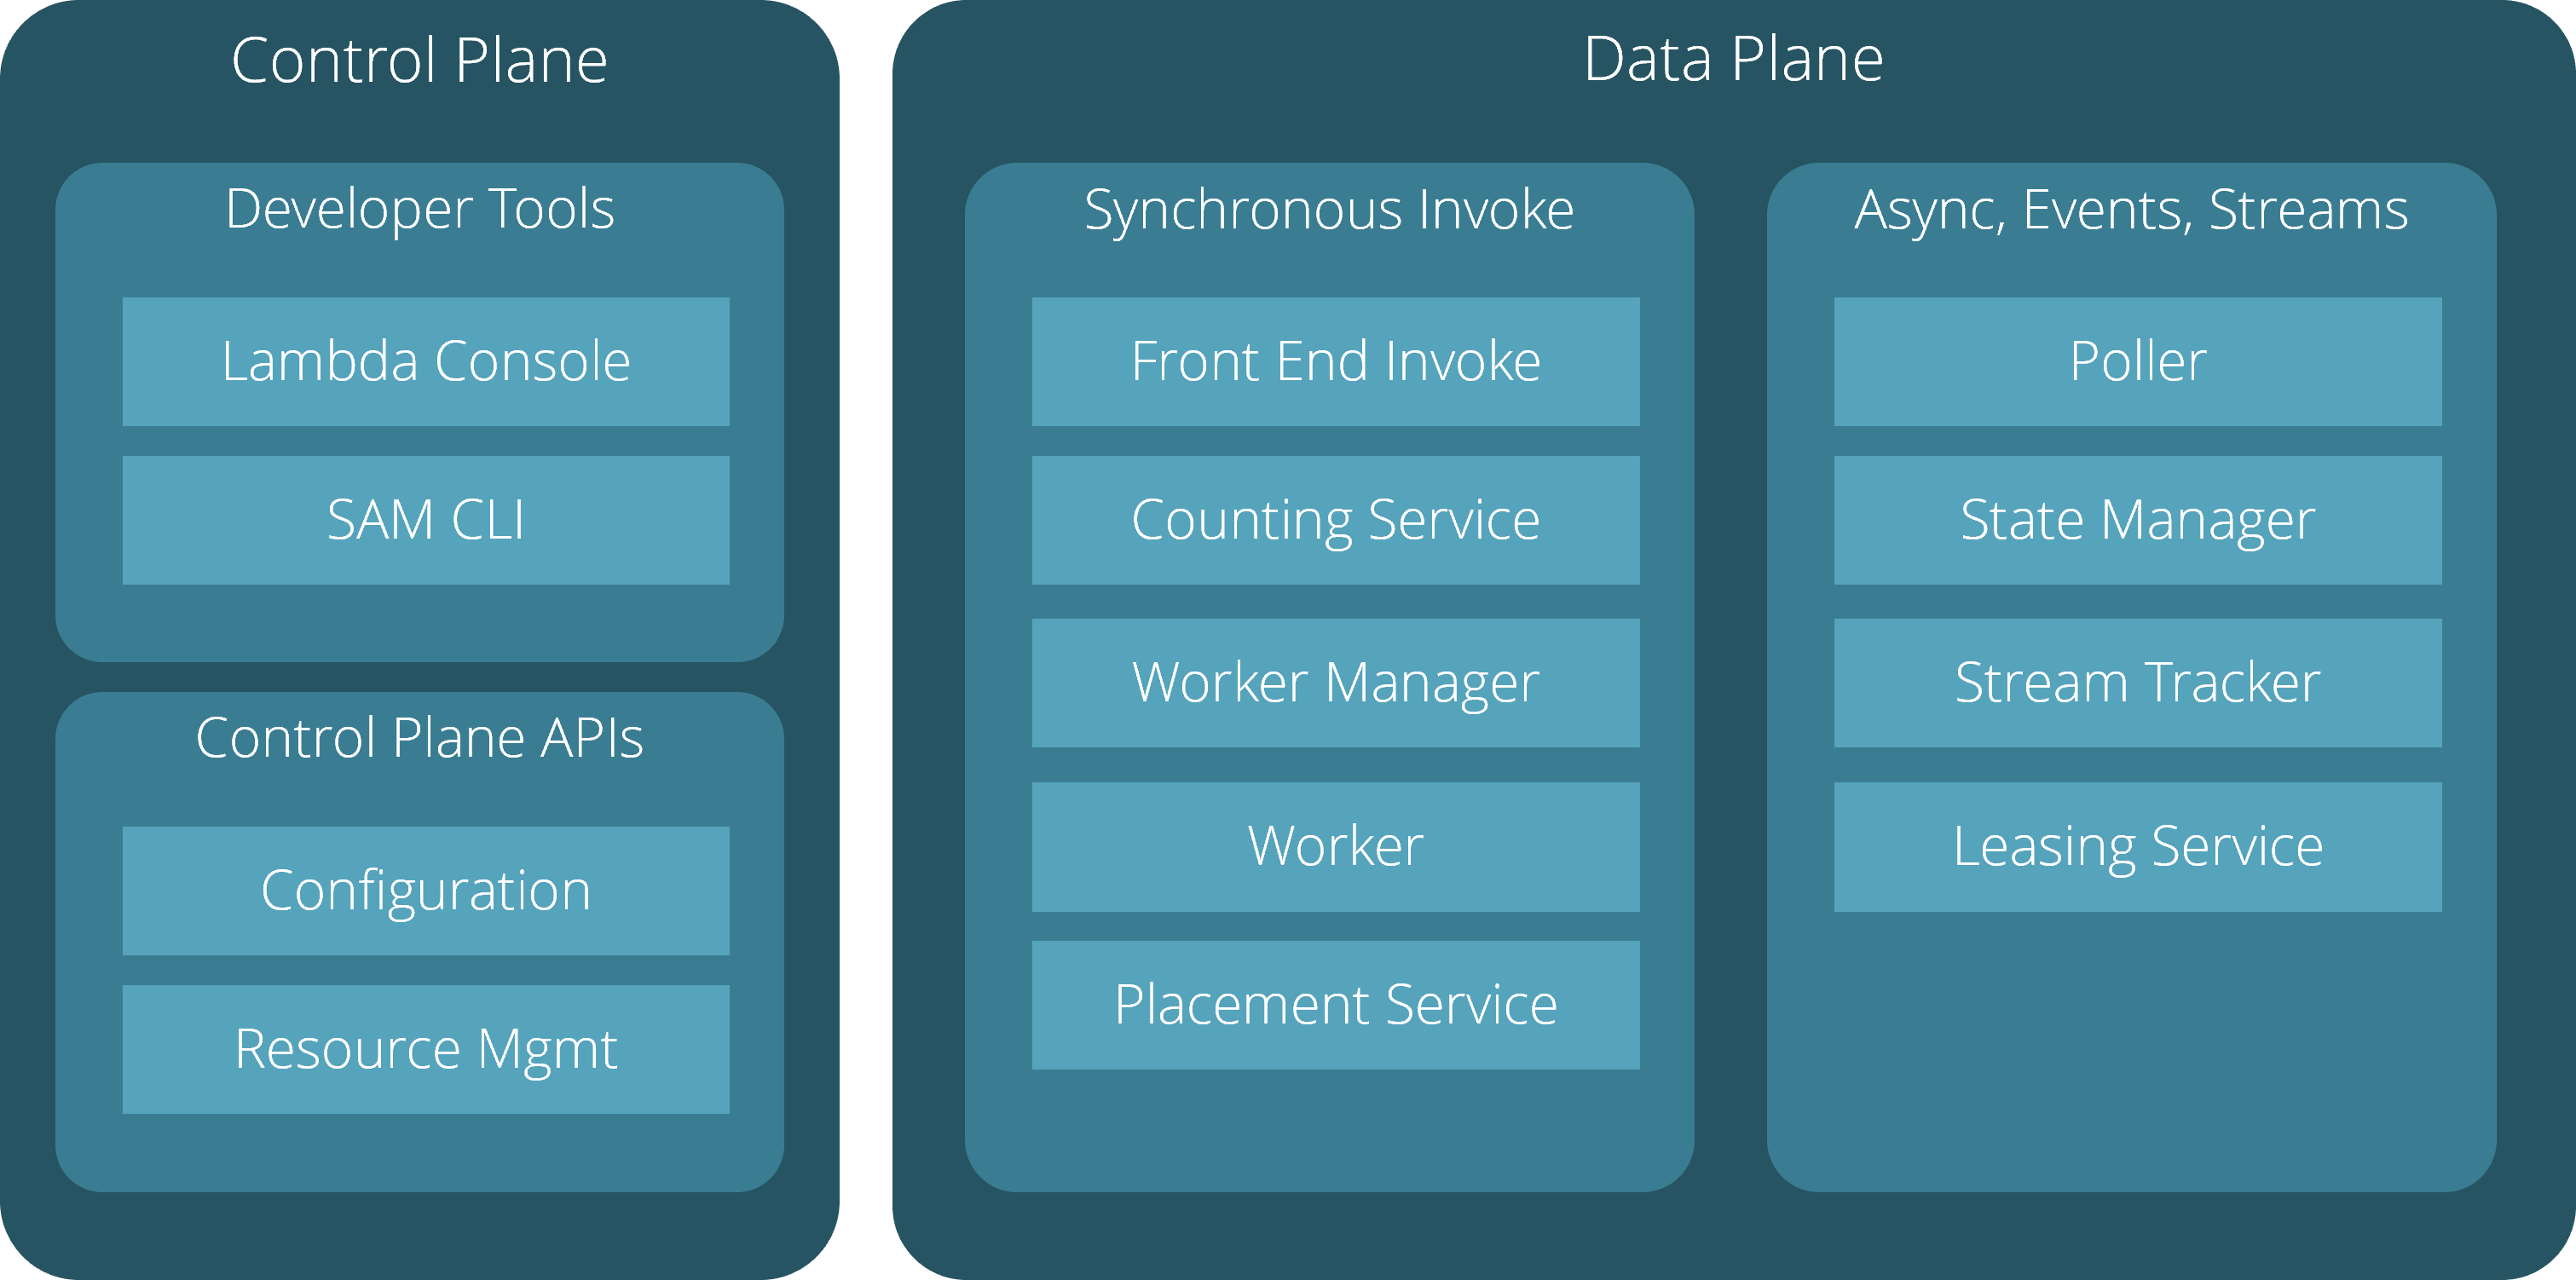 Control Plane
Developer Tools
Lambda Console
SAM CLI
Control Plane APIs
Configuration
Resource Mgmt
Data Plane
Synchronous Invoke
Front End Invoke
Counting Service
Worker Manager
Worker
Placement Service
Async, Events, Streams
Poller
State Manager
Stream Tracker
Leasing Service